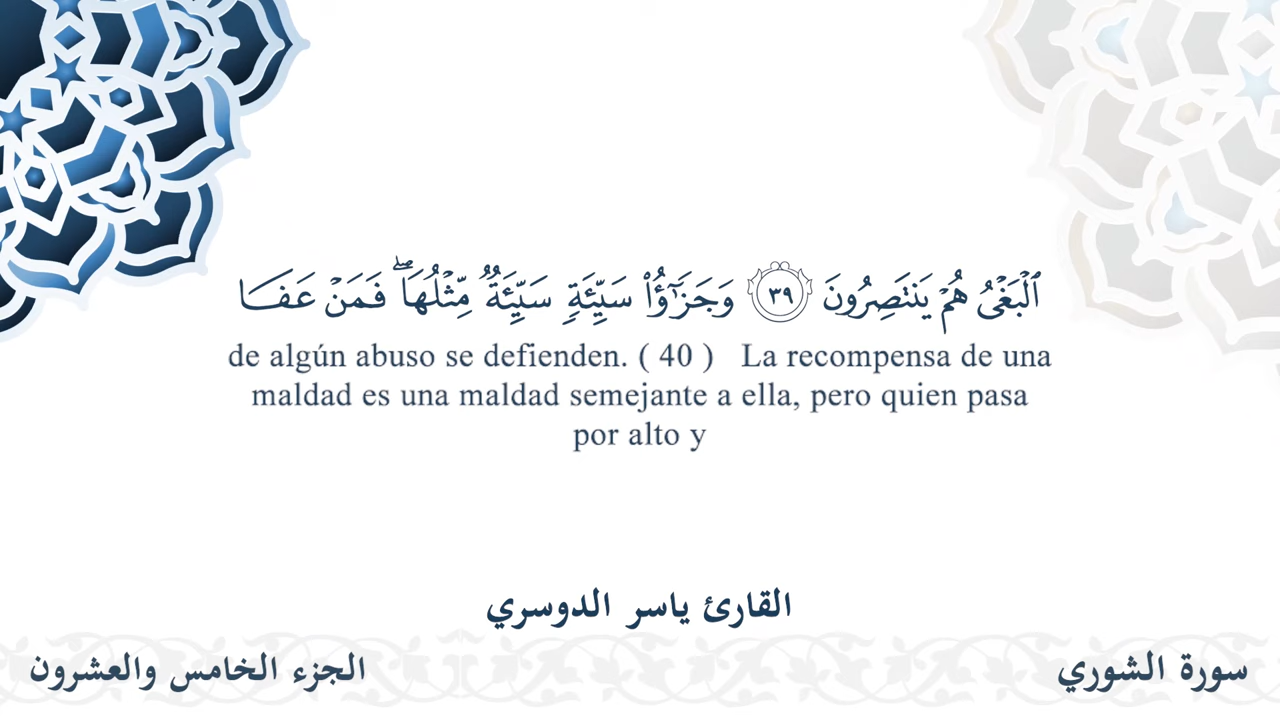 ٱلْبَغْىُ هُمْ يَنتَصِرُونَ ٣٩ وَجَزَٰٓؤُا۟ سَيِّئَةٍ سَيِّئَةٌ مِّثْلُهَا ۖ فَمَنْ عَفَا
de algún abuso se defienden. ( 40 ) La recompensa de una
maldad es una maldad semejante a ella, pero quien pasa
por alto y
القارئ ياسر الدوسري
سورة الشوري
الجزء الخامس والعشرون